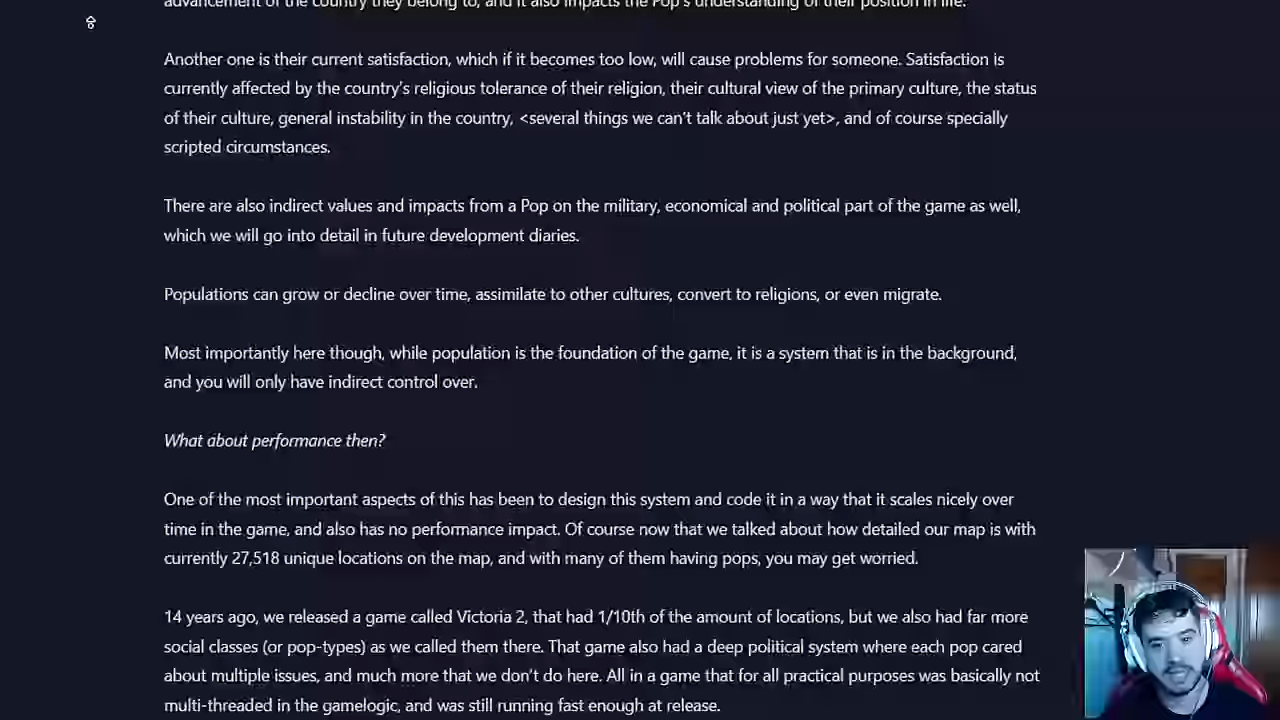 advancement of the country they belong to, and it also impacts the Pop's understanding of their position in life.
Another one is their current satisfaction, which if it becomes too low, will cause problems for someone. Satisfaction is
currently affected by the country's religious tolerance of their religion, their cultural view of the primary culture, the status
of their culture, general instability in the country, <several things we can't talk about just yet>, and of course specially
scripted circumstances.
There are also indirect values and impacts from a Pop on the military, economical and political part of the game as well,
which we will go into detail in future development diaries.
Populations can grow or decline over time, assimilate to other cultures, convert to religions, or even migrate.
Most importantly here though, while population is the foundation of the game, it is a system that is in the background,
and you will only have indirect control over.
What about performance then?
One of the most important aspects of this has been to design this system and code it in a way that it scales nicely over
time in the game, and also has no performance impact. Of course now that we talked about how detailed our map is with
currently 27,518 unique locations on the map, and with many of them having pops, you may get worried.
14 years ago, we released a game called Victoria 2, that had 1/10th of the amount of locations, but we also had far more
social classes (or pop-types) as we called them there. That game also had a deep political system where each pop cared
about multiple issues, and much more that we don't do here. All in a game that for all practical purposes was basically not
multi-threaded in the gamelogic, and was still running fast enough at release.